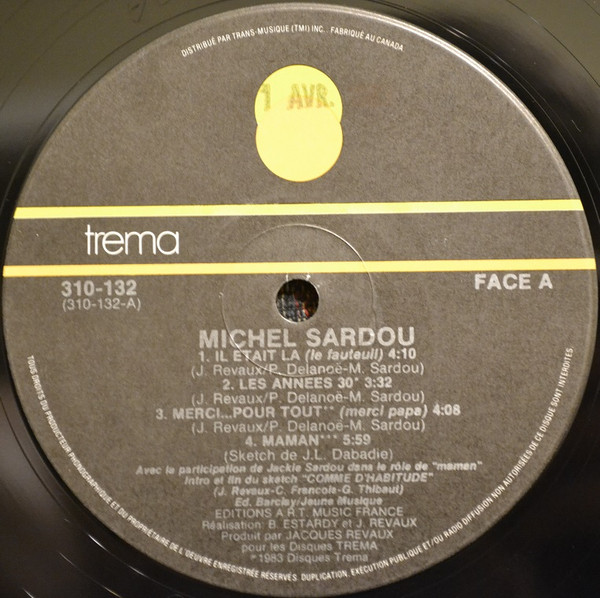 DISTRIBUÉ PAR TRANS-MUSIQUE (TMI) INC. FABRIQUÉ AU CANADA
1 AVR.
trema
310-132
(310-132-A)
FACE A
MICHEL SARDOU
1. IL ÉTAIT LA (le fauteuil) 4:10
(J. Revaux/P. Delanoë-M. Sardou)
2. LES ANNEES 30* 3:32
(J. Revaux/P. Delanoë-M. Sardou)
3. MERCI...POUR TOUT** (merci papa) 4:08
(J. Revaux/P. Delanoë-M. Sardou)
4. MAMAN*** 5:59
(Sketch de J.L. Dabadie)
Avec la participation de Jackie Sardou dans le rôle de "maman"
Intro et fin du sketch "COMME D'HABITUDE"
(J. Revaux-C. François-G. Thibaut)
Ed. Barclay/Jeune Musique
EDITIONS A.R.T. MUSIC FRANCE
Réalisation: B. ESTARDY et J. REVAUX
Produit par JACQUES REVAUX
pour les Disques TREMA
℗1983 Disques Trema
TOUS DROITS DU PRODUCTEUR PHONOGRAPHIQUE ET DU PROPRIÉTAIRE DE L'ŒUVRE ENREGISTRÉE RÉSERVÉS. DUPLICATION, EXÉCUTION PUBLIQUE ET/OU RADIO DIFFUSION NON AUTORISÉES DE CE DISQUE SONT INTERDITES.